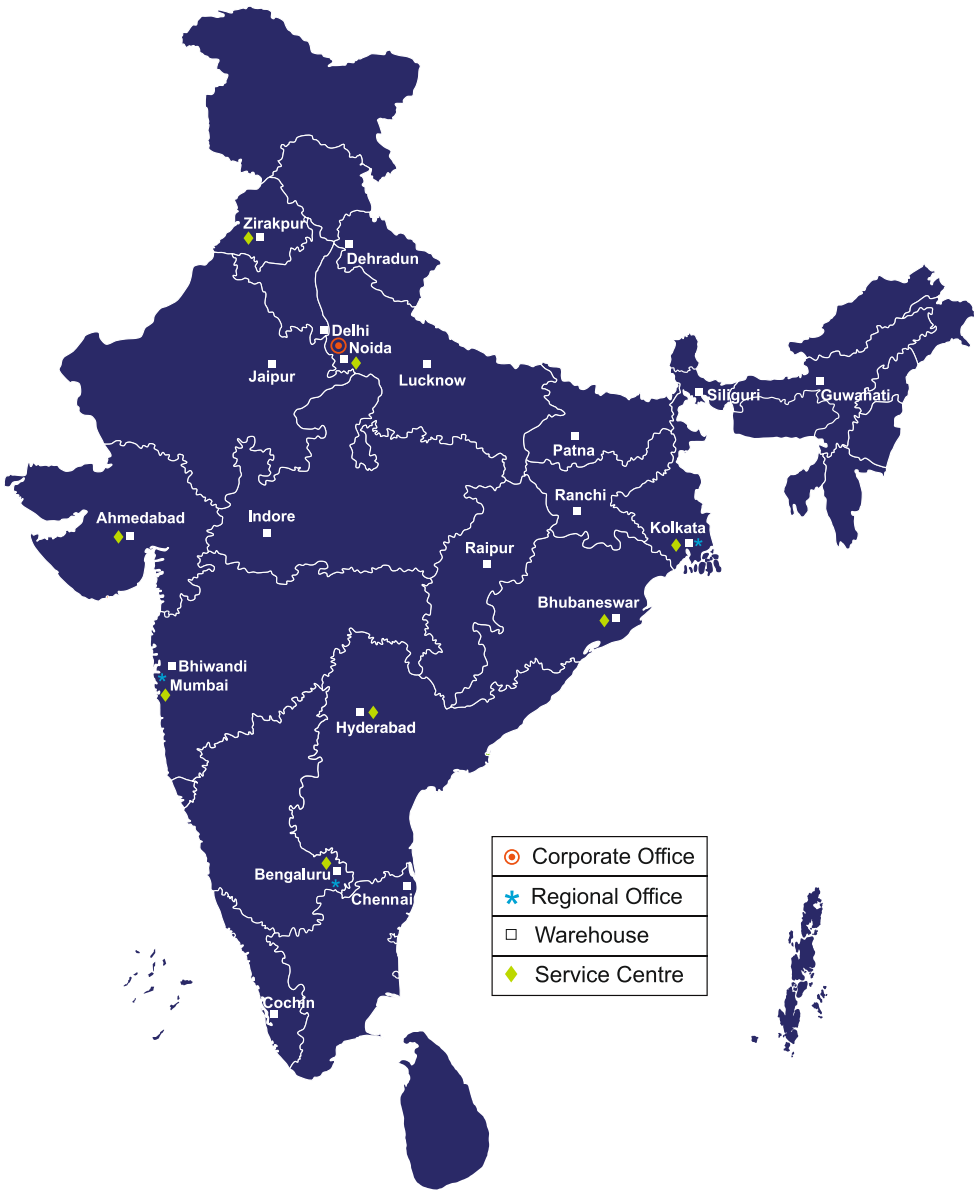 Zirakpur
Dehradun
Delhi
Noida
Jaipur
Lucknow
Siliguri
Guwahati
Patna
Ranchi
Ahmedabad
Indore
Kolkata
Raipur
Bhubaneswar
Bhiwandi
Mumbai
Hyderabad
Bengaluru
Chennai
Cochin
Corporate Office
Regional Office
Warehouse
Service Centre